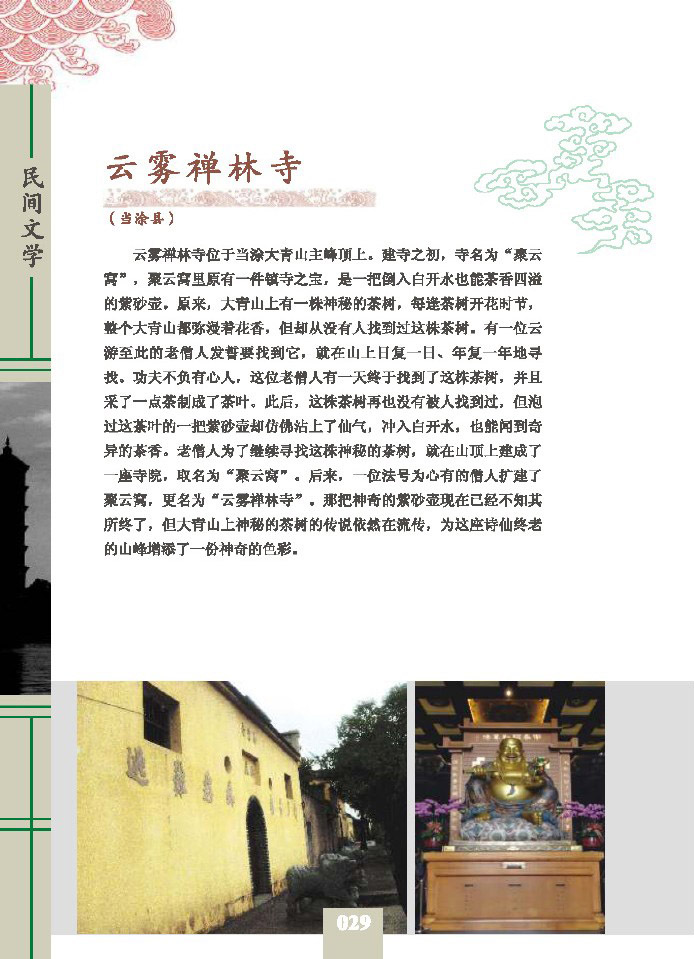 民间文学
云雾禅林寺
（当涂县）
云雾禅林寺位于当涂大青山主峰顶上。建寺之初，寺名为“聚云
窝”，聚云窝里原有一件镇寺之宝，是一把倒入白开水也能茶香四溢
的紫砂壶。原来，大青山上有一株神秘的茶树，每逢茶树开花时节，
整个大青山都弥漫着花香，但却从没有人找到过这株茶树。有一位云
游至此的老僧人发誓要找到它，就在山上日复一日、年复一年地寻
找。功夫不负有心人，这位老僧人有一天终于找到了这株茶树，并且
采了一点茶制成了茶叶。此后，这株茶树再也没有被人找到过，但泡
过这茶叶的一把紫砂壶却仿佛沾上了仙气，冲入白开水，也能闻到奇
异的茶香。老僧人为了继续寻找这株神秘的茶树，就在山顶上建成了
一座寺院，取名为“聚云窝”。后来，一位法号为心有的僧人扩建了
聚云窝，更名为“云雾禅林寺”。那把神奇的紫砂壶现在已经不知其
所终了，但大青山上神秘的茶树的传说依然在流传，为这座诗仙终老
的山峰增添了一份神奇的色彩。
029